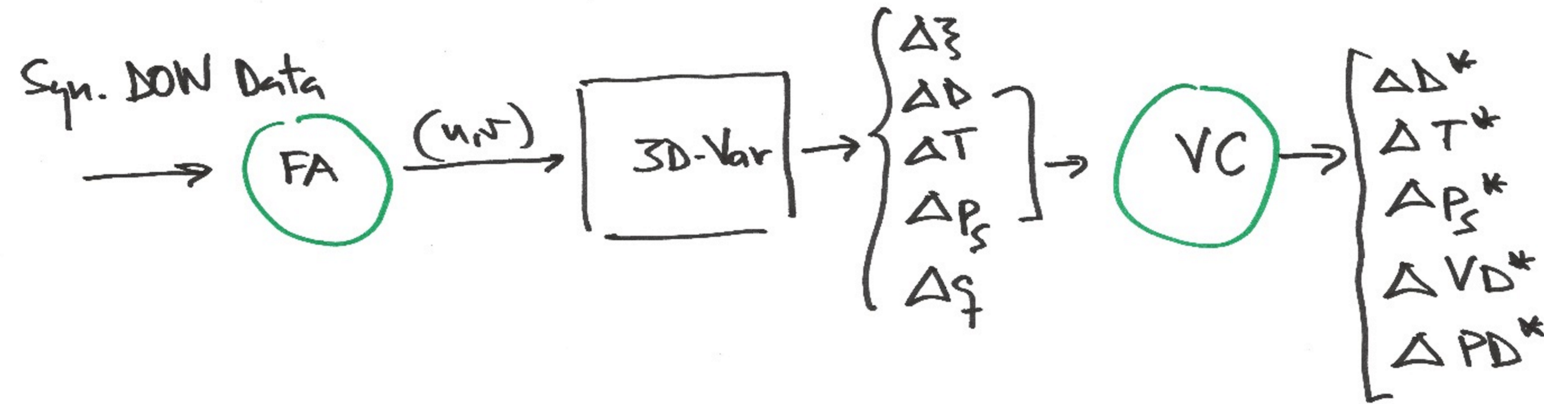 Syn. DOW Data
FA
(u,v)
3D-Var
Δξ
ΔD
ΔT
ΔPs
Δq
VC
ΔD*
ΔT*
ΔPs*
ΔVD*
ΔPD*